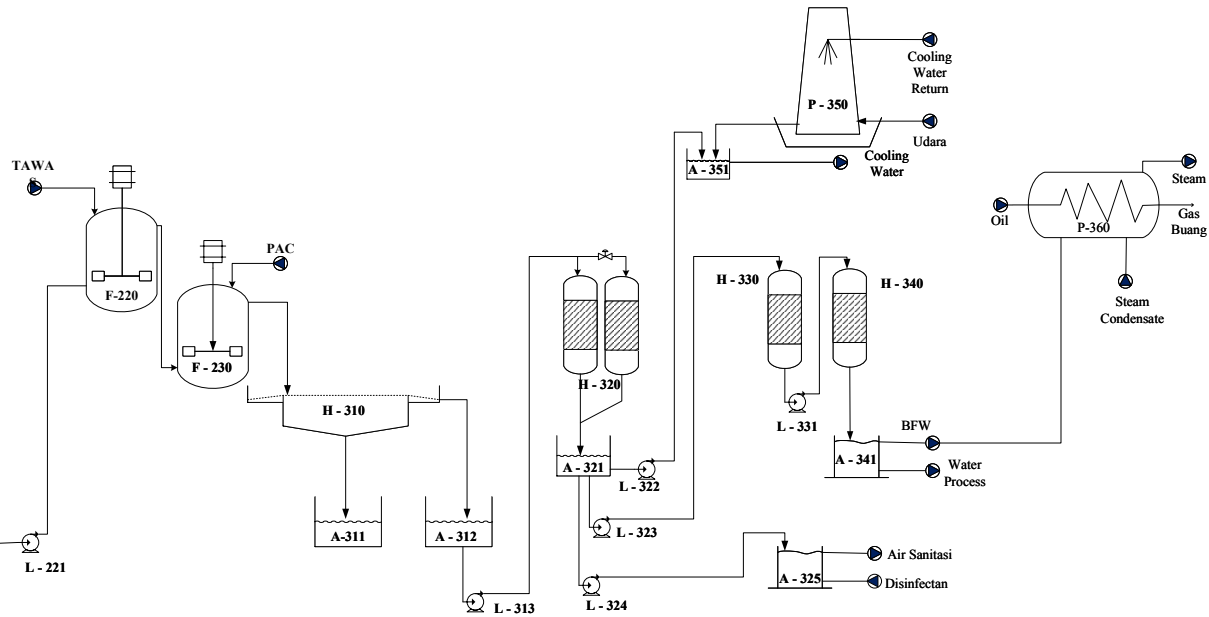 Cooling
Water
Return
P - 350
Udara
Cooling
Water
A - 351
TAWA
S
Steam
Oil
P-360
Gas
Buang
PAC
F-220
H - 330
H - 340
Steam
Condensate
F - 230
H - 320
H - 310
L - 331
BFW
A - 321
A - 341
L - 322
Water
Process
L - 323
A-311
A - 312
L - 221
Air Sanitasi
A - 325
Disinfectan
L - 313
L - 324